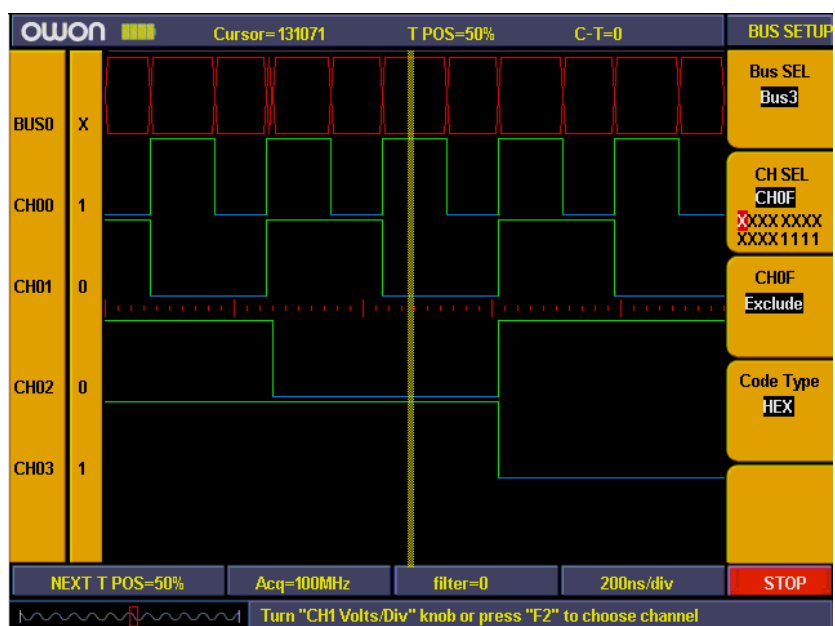 owon Cursor=131071 T POS=50% C-T=0 BUS SETUP
Bus SEL
Bus3
BUS0 X
CH SEL
CH0F
XXXX XXXX
XXXX1111
CH00 1
CH0F
Exclude
CH01 0
Code Type
HEX
CH02 0
CH03 1
NEXT T POS=50% Acq=100MHz filter=0 200ns/div STOP
Turn "CH1 Volts/Div" knob or press "F2" to choose channel